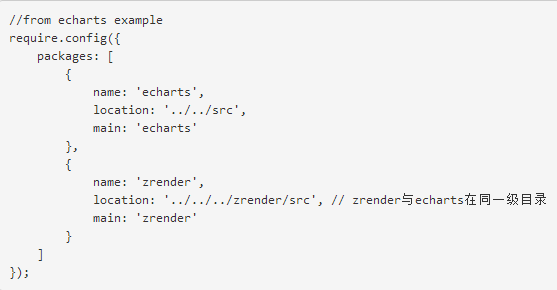 //from echarts example
require.config({
    packages: [
        {
            name: 'echarts',
            location: '../../src',
            main: 'echarts'
        },
        {
            name: 'zrender',
            location: '../../../zrender/src', // zrender与echarts在同一级目录
            main: 'zrender'
        }
    ]
});